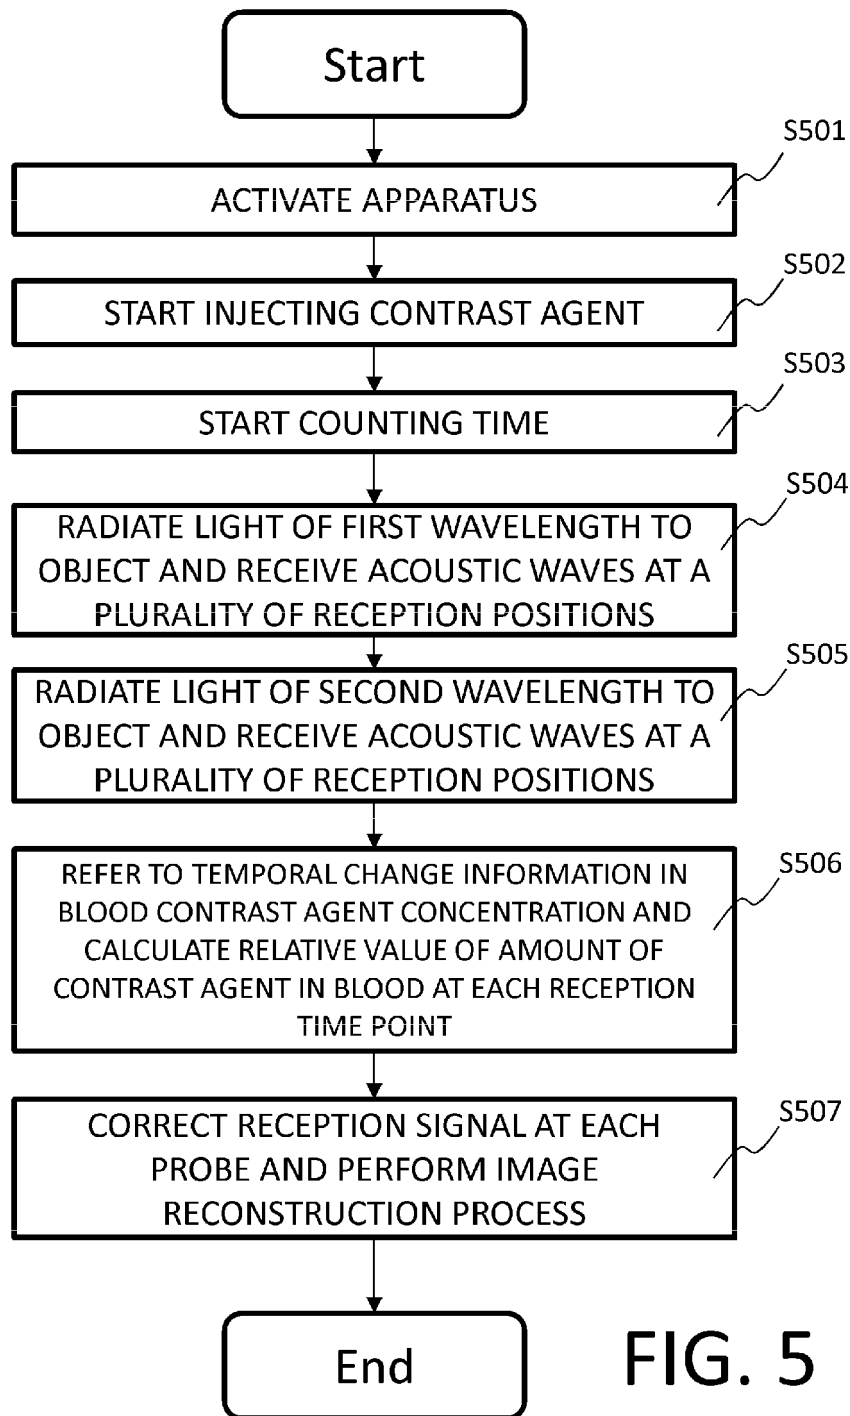 Start
S501
ACTIVATE APPARATUS
S502
START INJECTING CONTRAST AGENT
S503
START COUNTING TIME
S504
RADIATE LIGHT OF FIRST WAVELENGTH TO
OBJECT AND RECEIVE ACOUSTIC WAVES AT A
PLURALITY OF RECEPTION POSITIONS
S505
RADIATE LIGHT OF SECOND WAVELENGTH TO
OBJECT AND RECEIVE ACOUSTIC WAVES AT A
PLURALITY OF RECEPTION POSITIONS
S506
REFER TO TEMPORAL CHANGE INFORMATION IN
BLOOD CONTRAST AGENT CONCENTRATION AND
CALCULATE RELATIVE VALUE OF AMOUNT OF
CONTRAST AGENT IN BLOOD AT EACH RECEPTION
TIME POINT
S507
CORRECT RECEPTION SIGNAL AT EACH
PROBE AND PERFORM IMAGE
RECONSTRUCTION PROCESS
End
FIG. 5